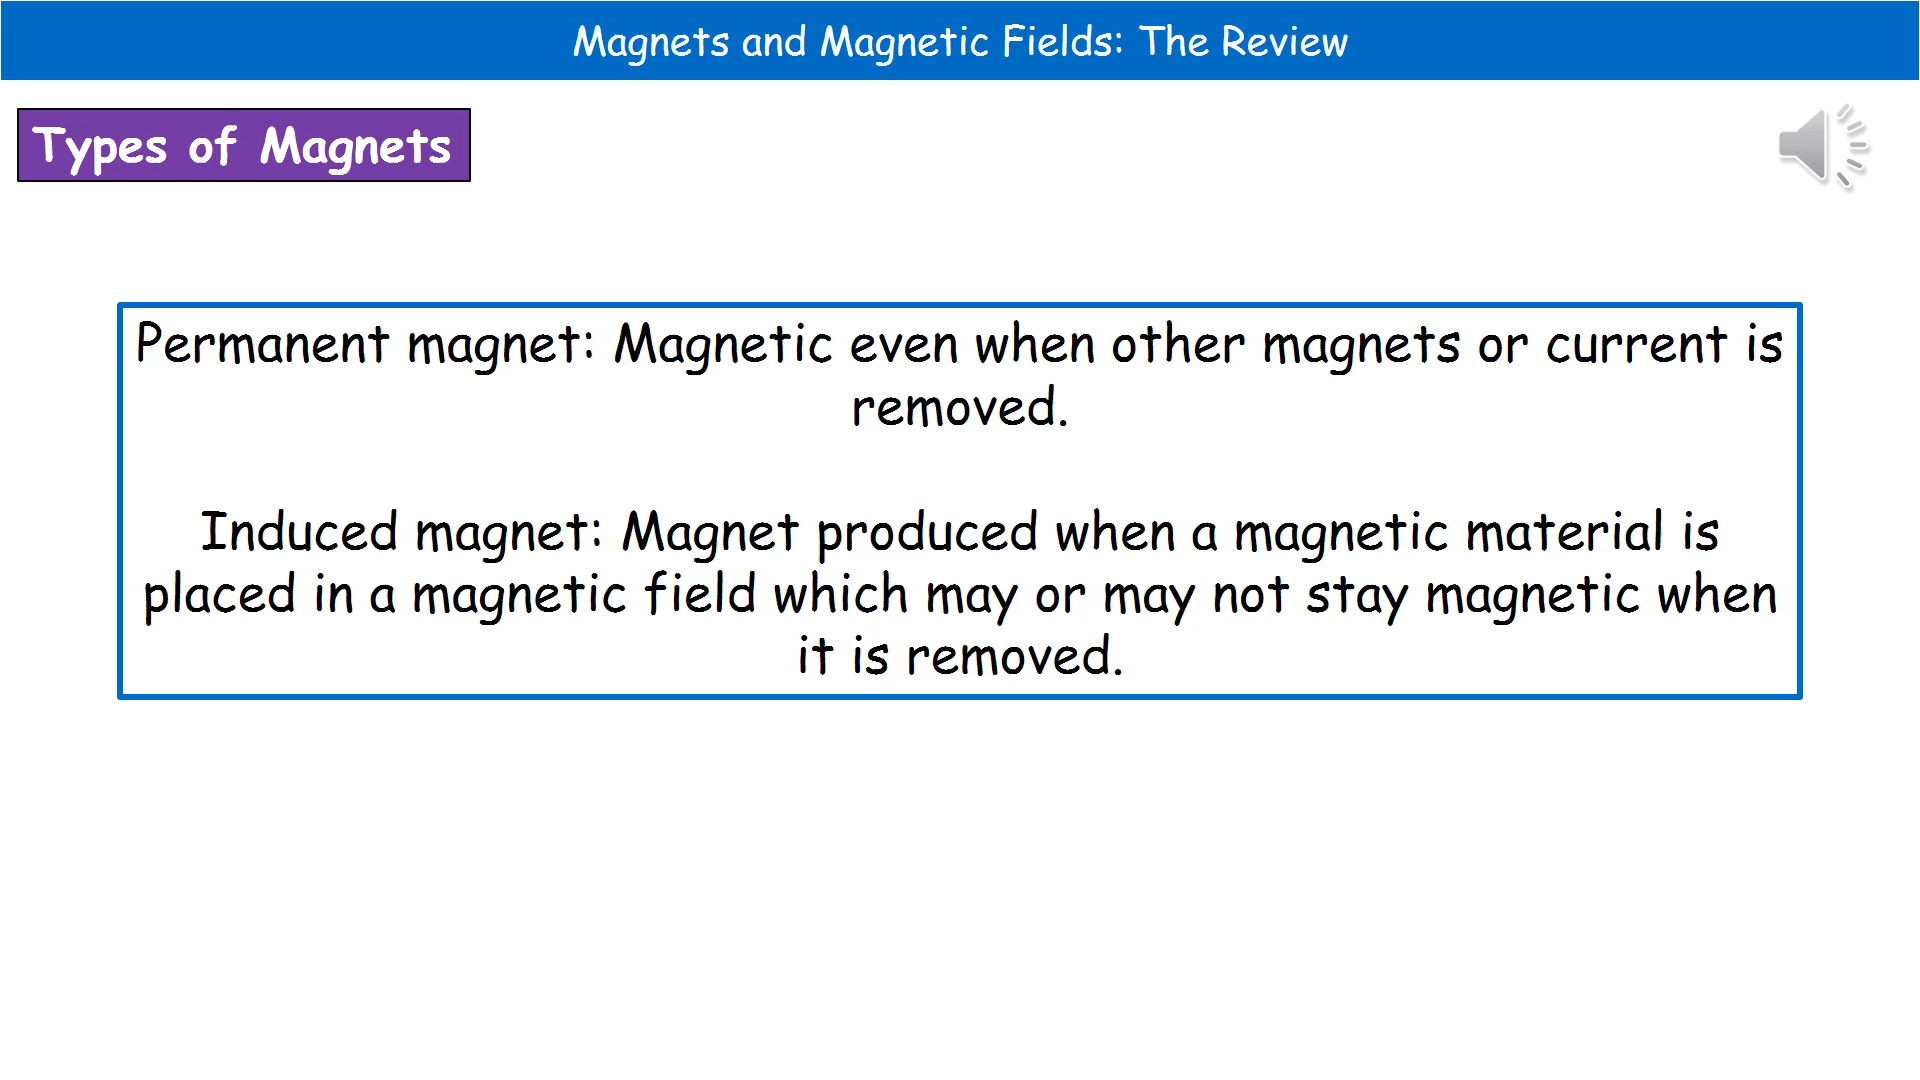 Magnets and Magnetic Fields: The Review
Types of Magnets
Permanent magnet: Magnetic even when other magnets or current is
removed.
Induced magnet: Magnet produced when a magnetic material is
placed in a magnetic field which may or may not stay magnetic when
it is removed.